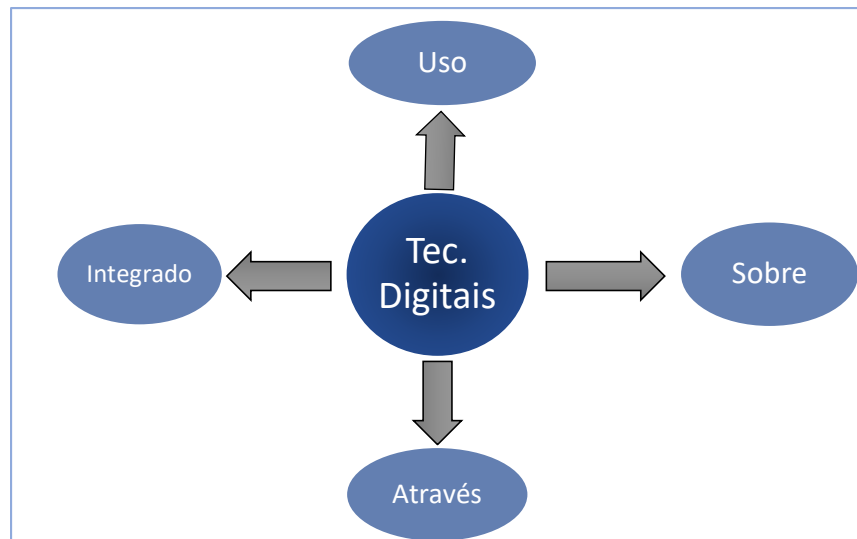 Uso
Integrado
Tec.
Digitais
Sobre
Através